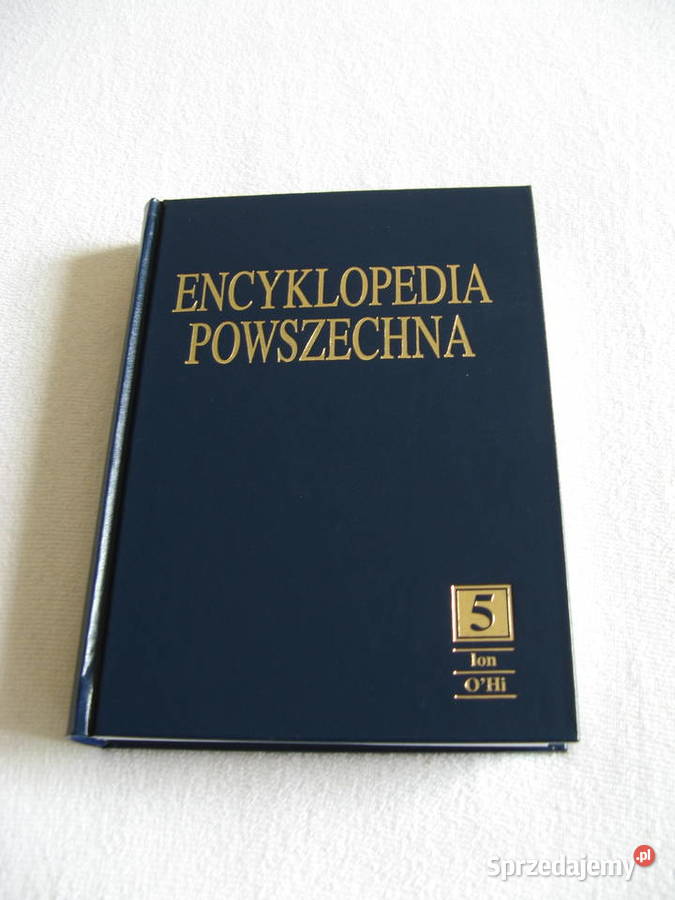 ENCYKLOPEDIA
POWSZECHNA
5
Ion
O'Hi
Sprzedajemy.pl